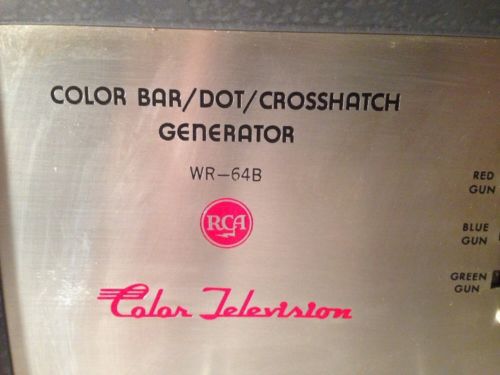 COLOR BAR/DOT/CROSSHATCH
GENERATOR
WR-64B
RCA
Color Television
RED
GUN
BLUE
GUN
GREEN
GUN